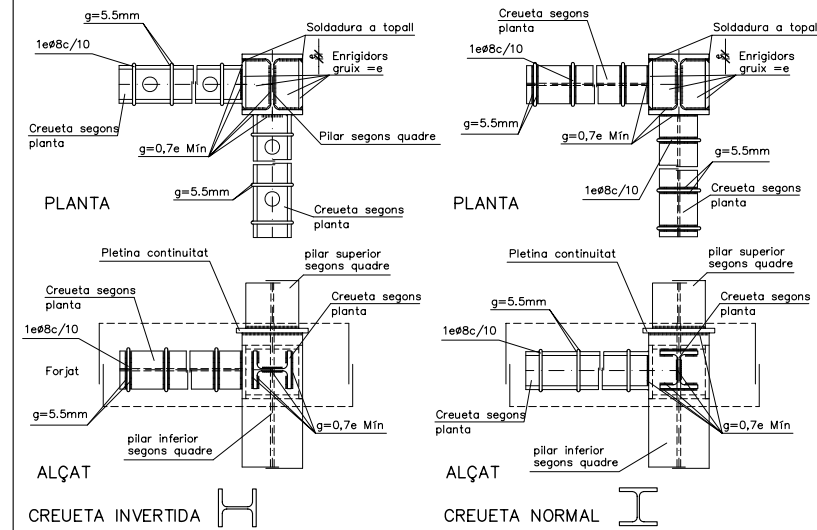 g=5.5mm
1eø8c/10
Soldadura a topall
Enrigidors
gruix =e
Creueta segons
planta
g=0,7e Mín
Pilar segons quadre
g=5.5mm
Creueta segons
planta
PLANTA
Creueta segons
planta
Soldadura a topall
1eø8c/10
Enrigidors
gruix =e
g=5.5mm
g=0,7e Mín
g=5.5mm
1eø8c/10
Creueta segons
planta
PLANTA
Pletina continuitat
pilar superior
segons quadre
Creueta segons
planta
Creueta segons
planta
1eø8c/10
Forjat
g=5.5mm
g=0,7e Mín
pilar inferior
segons quadre
ALÇAT
CREUETA INVERTIDA
Pletina continuitat
pilar superior
segons quadre
g=5.5mm
Creueta segons
planta
1eø8c/10
Creueta segons
planta
g=0,7e Mín
pilar inferior
segons quadre
ALÇAT
CREUETA NORMAL